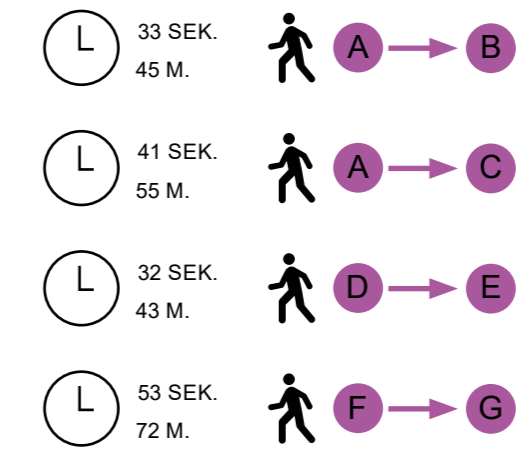 33 SEK.
45 M.
A B
41 SEK.
55 M.
A C
32 SEK.
43 M.
D E
53 SEK.
72 M.
F G